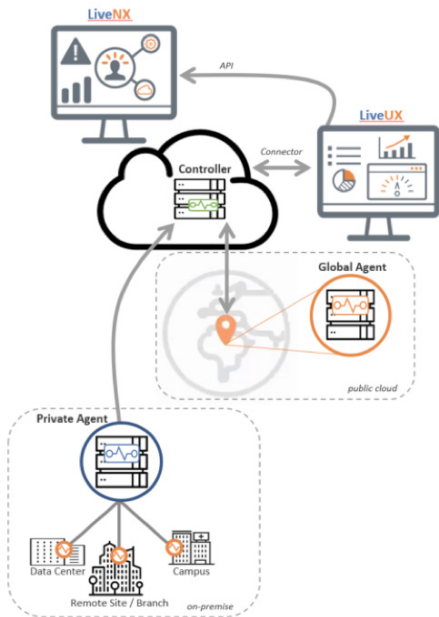 LiveNX
API
LiveUX
Connector
Controller
Global Agent
public cloud
Private Agent
Data Center
Campus
Remote Site / Branch
on-premise